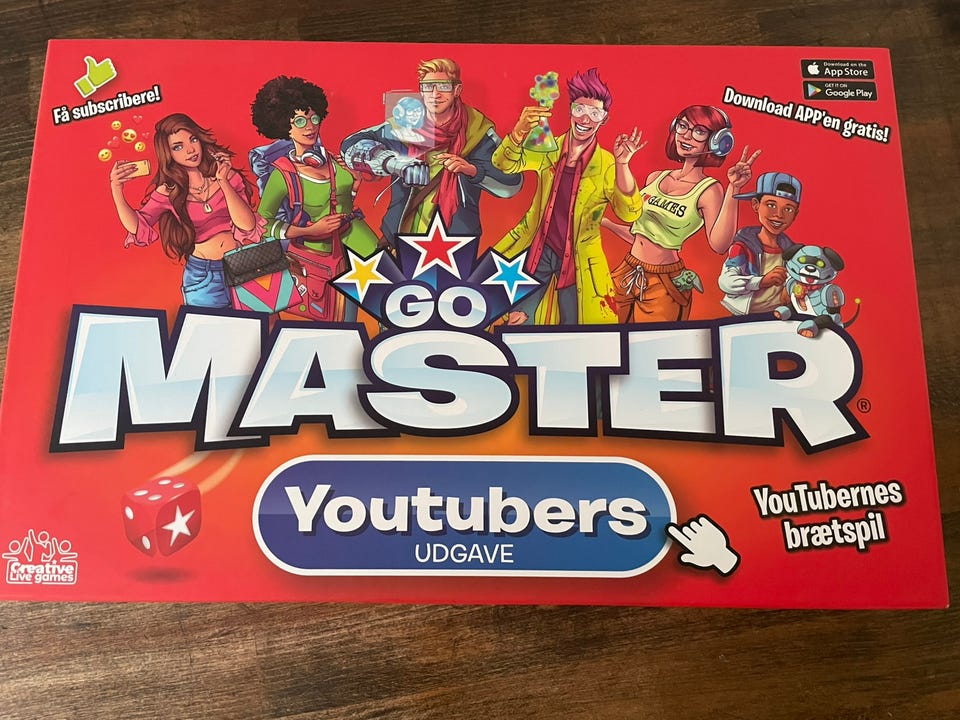 Få subscribere!
Download on the
App Store
GET IT ON
Google Play
Download APP'en gratis!
GAMES
GO
MASTER®
Youtubers
UDGAVE
YouTubernes
brætspil
Creative
Live games